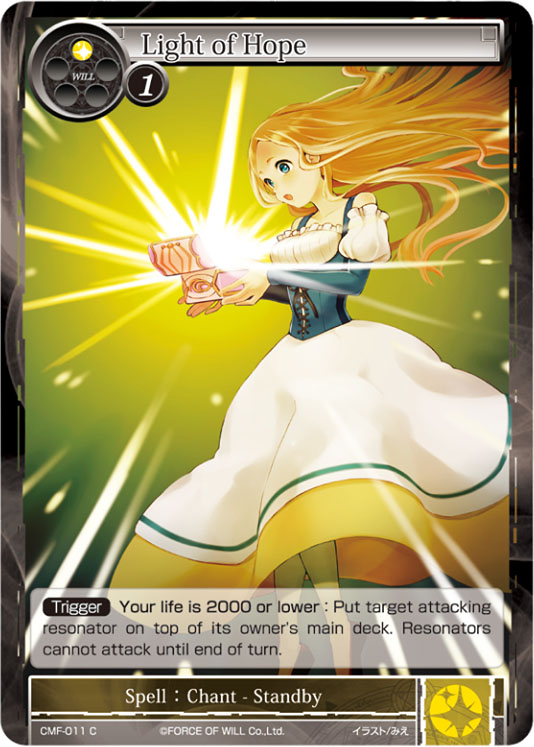 Light of Hope
WILL
1
Trigger Your life is 2000 or lower : Put target attacking
resonator on top of its owner's main deck. Resonators
cannot attack until end of turn.
Spell : Chant - Standby
CMF-011 C ©FORCE OF WILL Co.,Ltd. イラスト/みえ